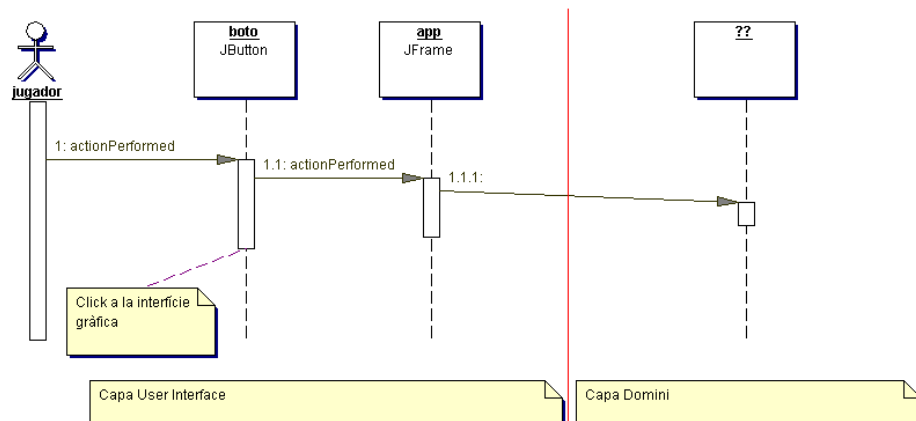 boto
JButton
app
JFrame
??
jugador
1: actionPerformed
1.1: actionPerformed
1.1.1:
Click a la interfície
gràfica
Capa User Interface
Capa Domini